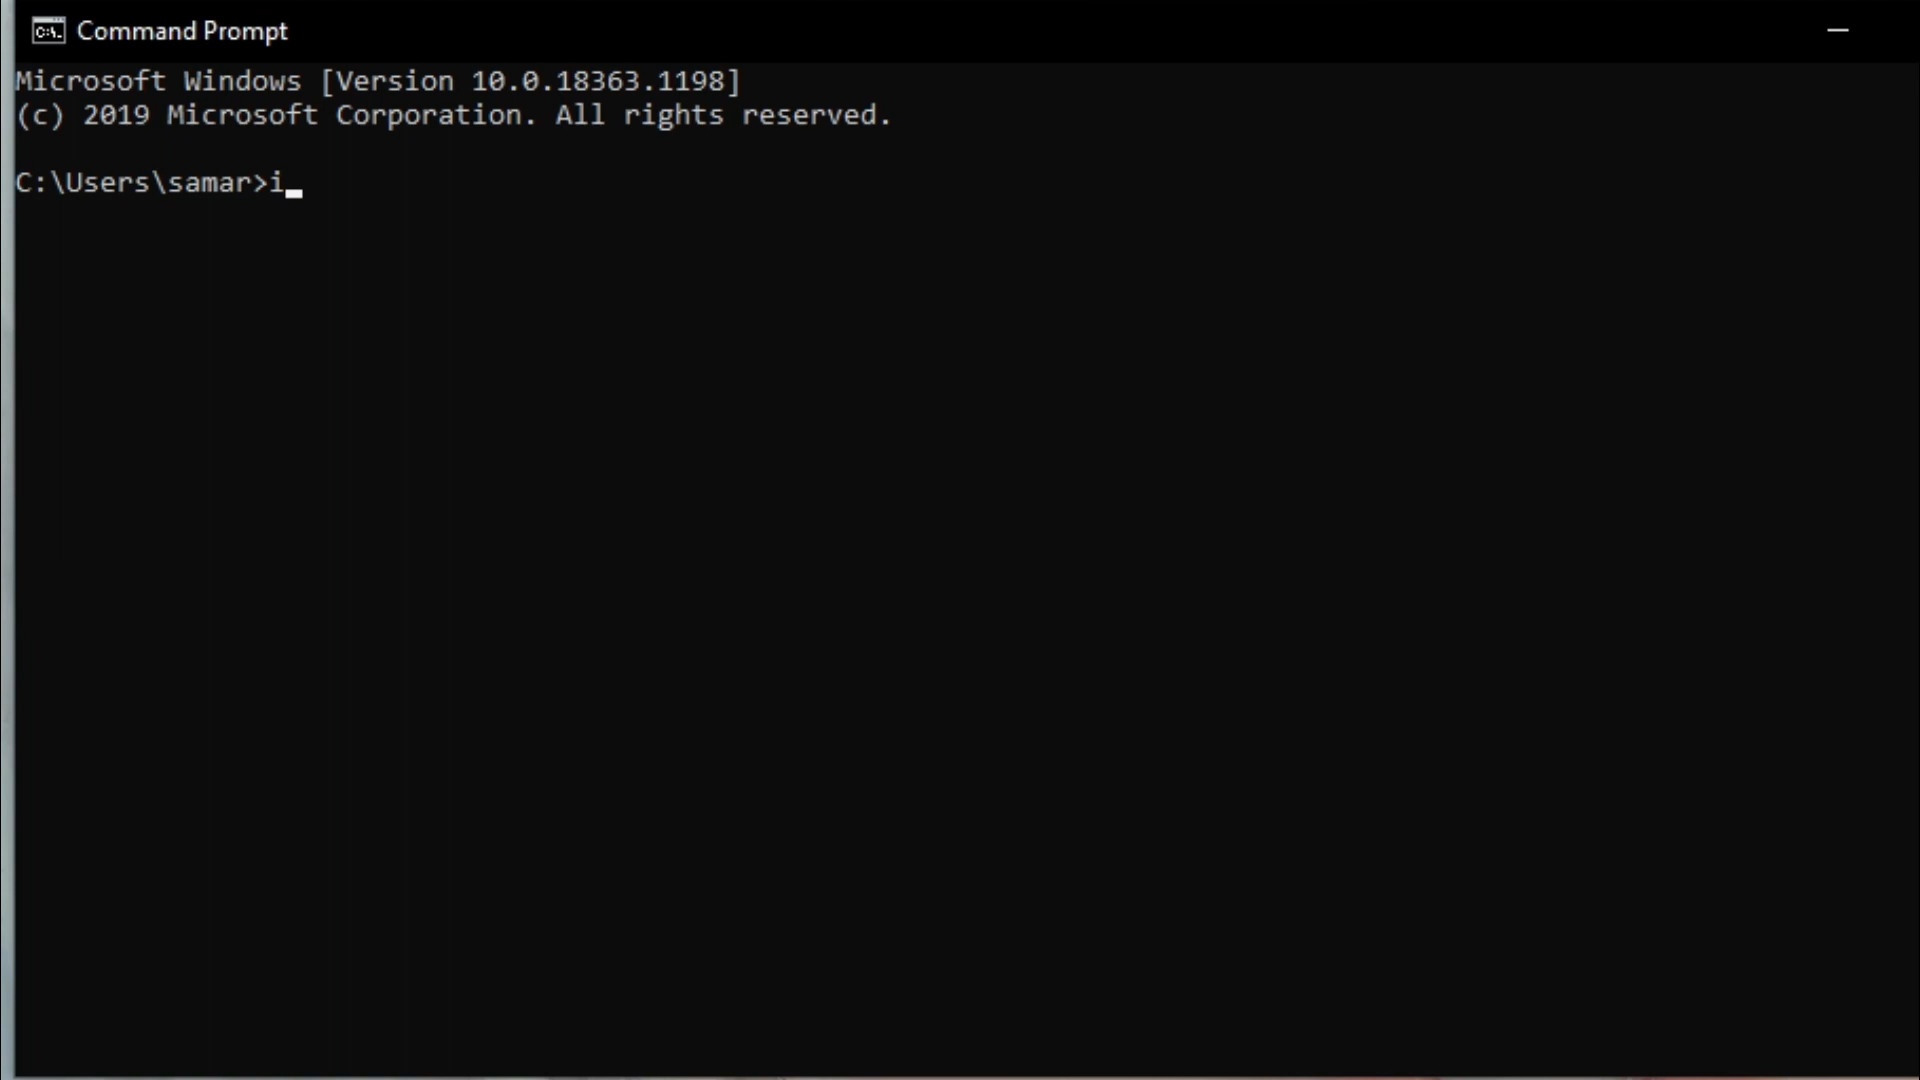 Command Prompt
Microsoft Windows [Version 10.0.18363.1198]
(c) 2019 Microsoft Corporation. All rights reserved.
C:\Users\samar>i